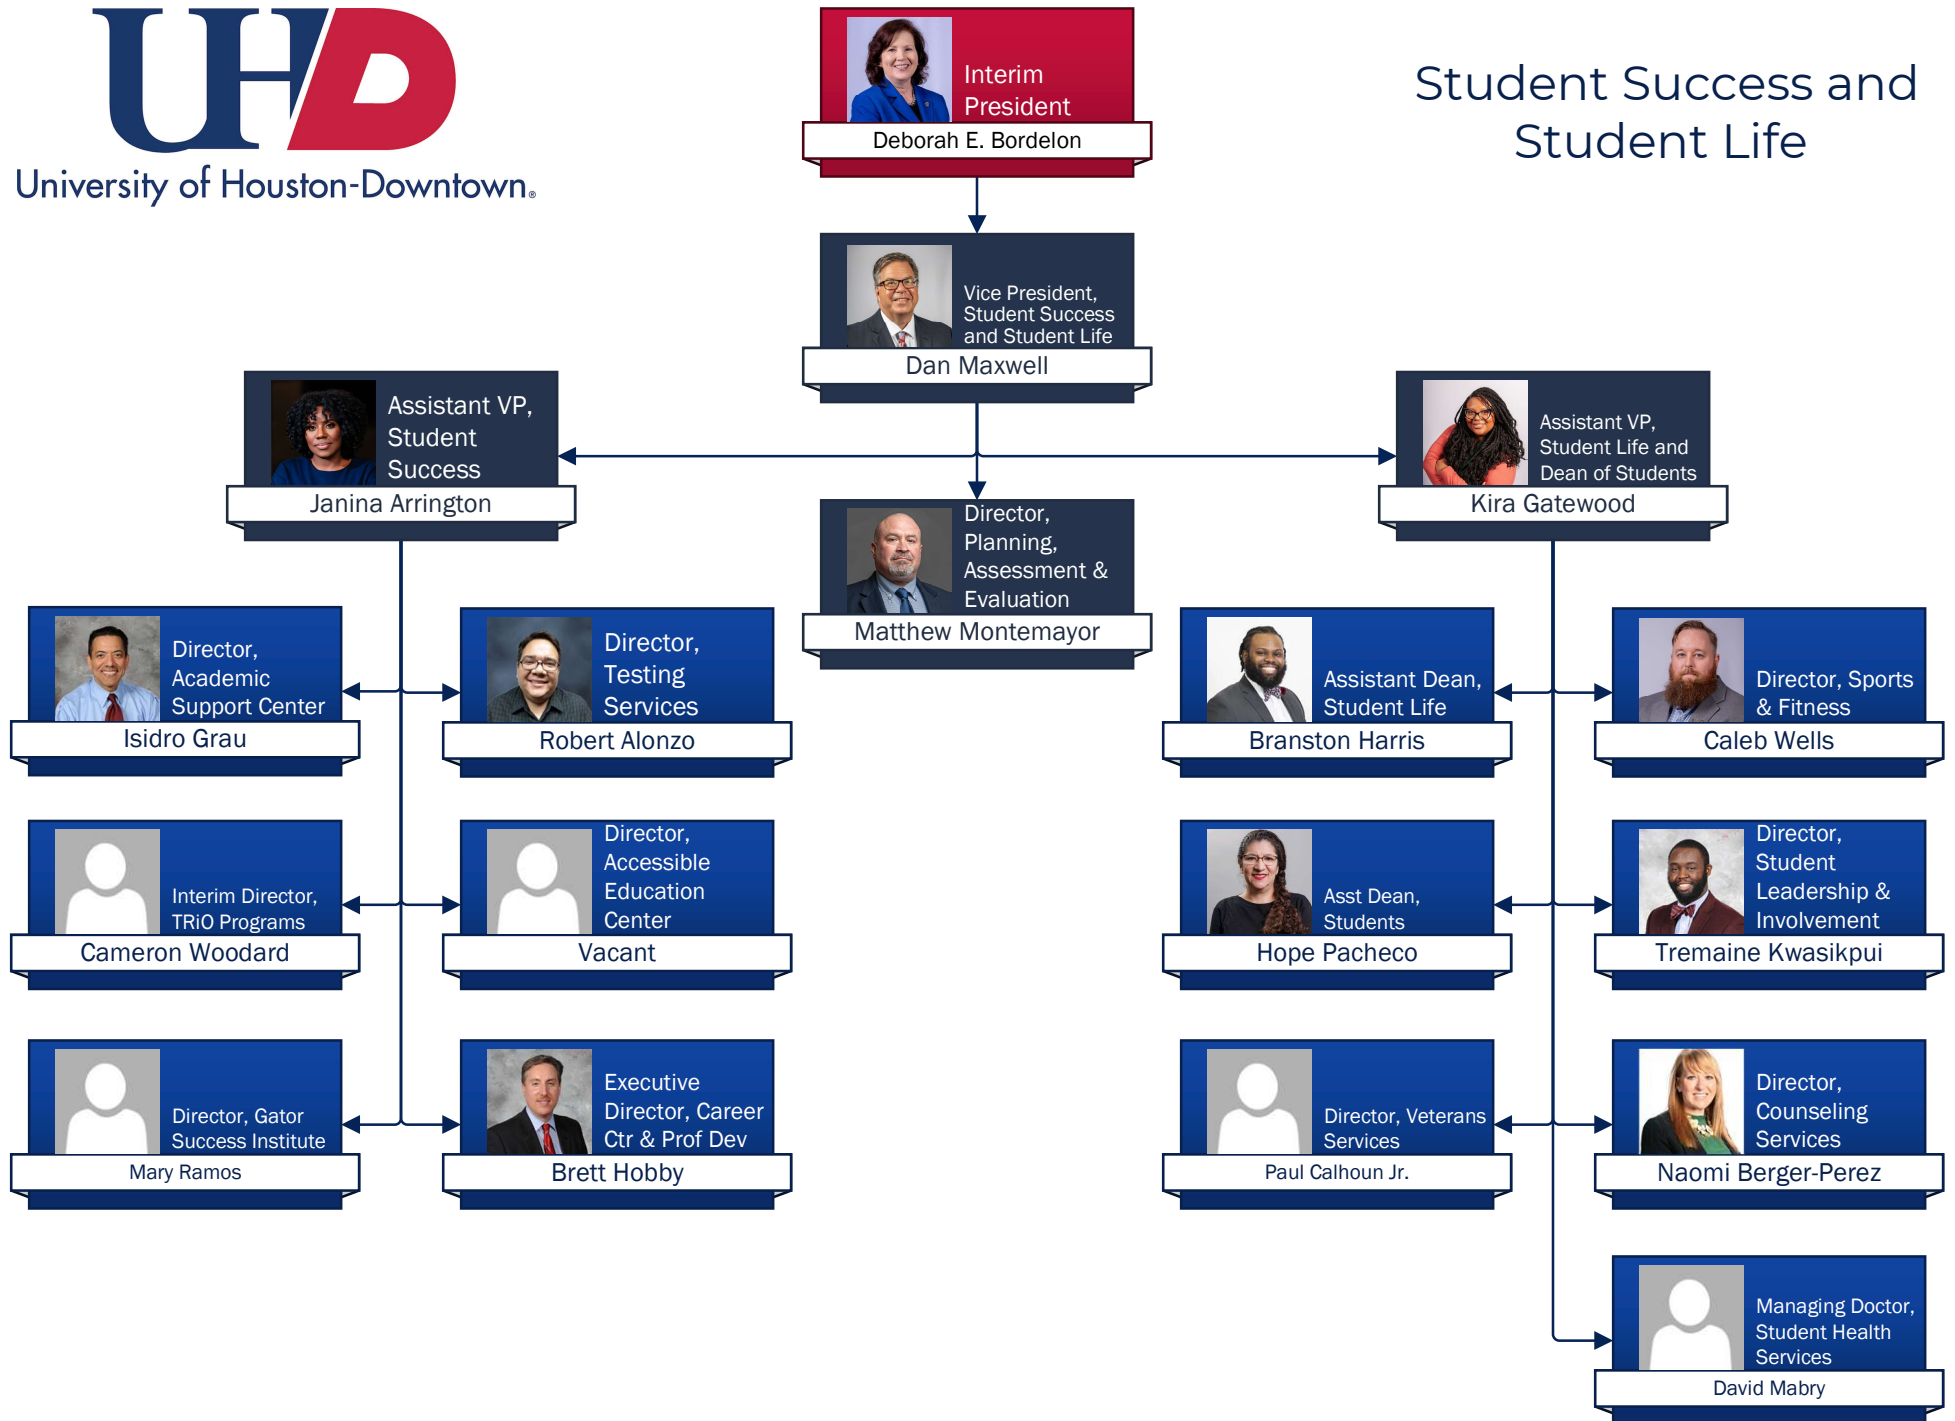 UHD
University of Houston-Downtown®
Student Success and
Student Life
Interim
President
Deborah E. Bordelon
Vice President,
Student Success
and Student Life
Dan Maxwell
Assistant VP,
Student
Success
Janina Arrington
Director,
Planning,
Assessment &
Evaluation
Matthew Montemayor
Assistant VP,
Student Life and
Dean of Students
Kira Gatewood
Director,
Academic
Support Center
Isidro Grau
Director,
Testing
Services
Robert Alonzo
Assistant Dean,
Student Life
Branston Harris
Director, Sports
& Fitness
Caleb Wells
Interim Director,
TRiO Programs
Cameron Woodard
Director,
Accessible
Education
Center
Vacant
Asst Dean,
Students
Hope Pacheco
Director,
Student
Leadership &
Involvement
Tremaine Kwasikpui
Director, Gator
Success Institute
Mary Ramos
Executive
Director, Career
Ctr & Prof Dev
Brett Hobby
Director, Veterans
Services
Paul Calhoun Jr.
Director,
Counseling
Services
Naomi Berger-Perez
Managing Doctor,
Student Health
Services
David Mabry